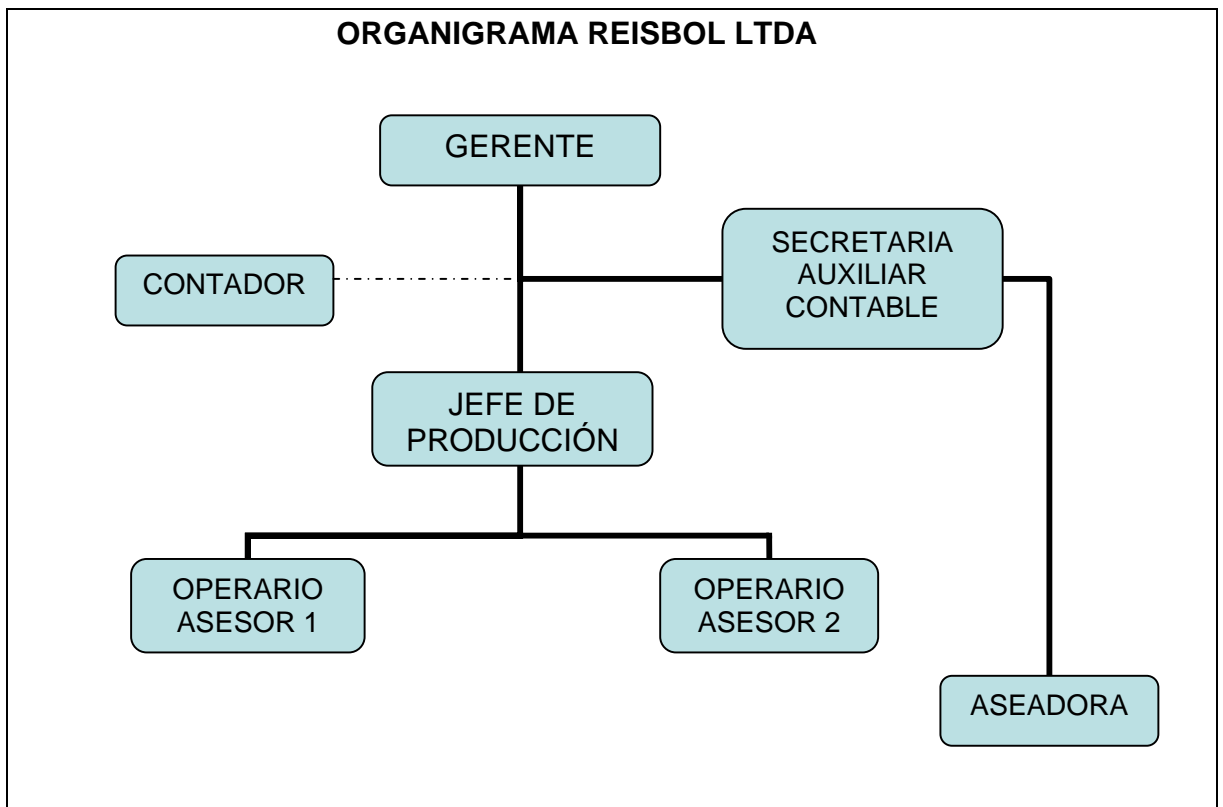 ORGANIGRAMA REISBOL LTDA
GERENTE
SECRETARIA
AUXILIAR
CONTABLE
CONTADOR
JEFE DE
PRODUCCIÓN
OPERARIO
ASESOR 1
OPERARIO
ASESOR 2
ASEADORA